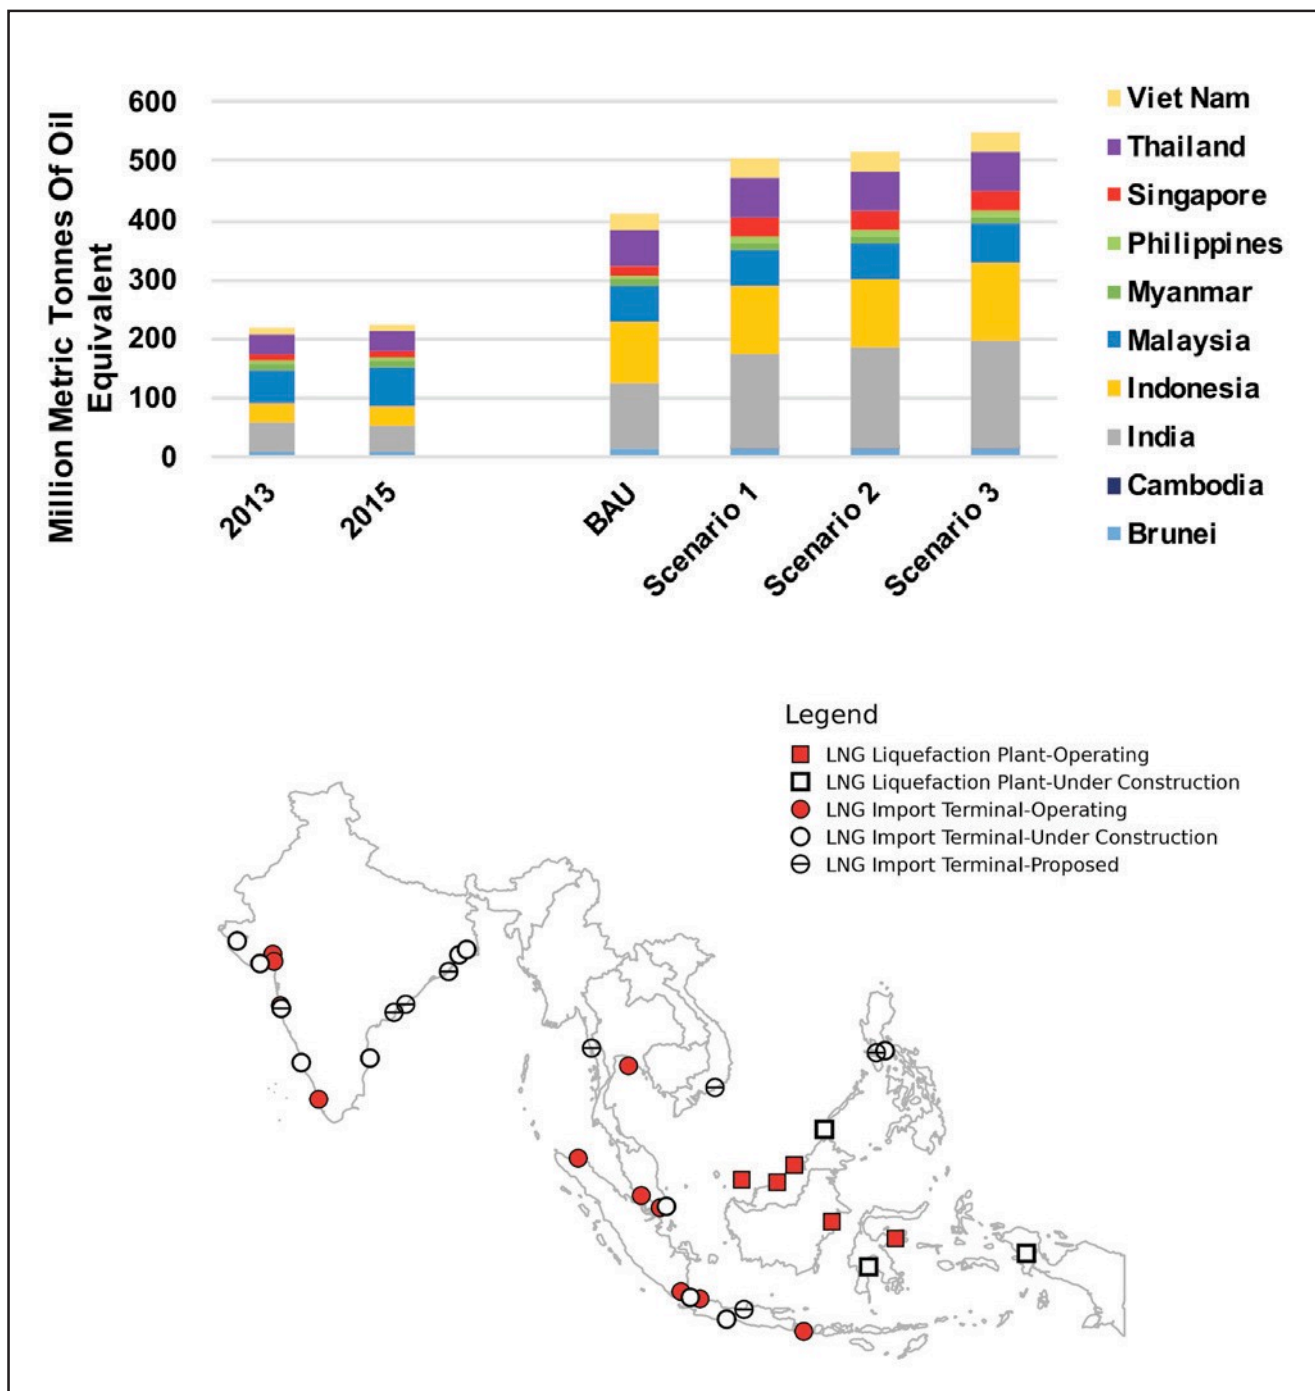 Million Metric Tonnes Of Oil
Equivalent
600
500
400
300
200
100
0
2013
2015
BAU
Scenario 1
Scenario 2
Scenario 3
Viet Nam
Thailand
Singapore
Philippines
Myanmar
Malaysia
Indonesia
India
Cambodia
Brunei
Legend
LNG Liquefaction Plant-Operating
LNG Liquefaction Plant-Under Construction
LNG Import Terminal-Operating
LNG Import Terminal-Under Construction
LNG Import Terminal-Proposed